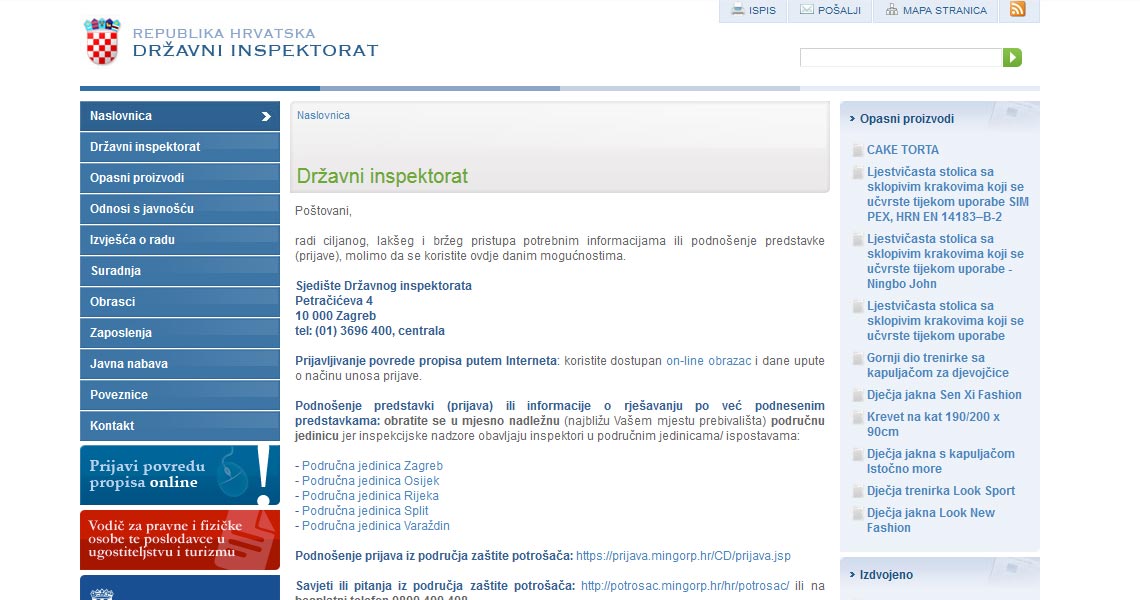 ISPIS
POŠALJI
MAPA STRANICA
REPUBLIKA HRVATSKA
DRŽAVNI INSPEKTORAT
Naslovnica
Državni inspektorat
Opasni proizvodi
Odnosi s javnošću
Izvješća o radu
Suradnja
Obrasci
Zaposlenja
Javna nabava
Poveznice
Kontakt
Prijavi povredu
propisa online
!
Vodič za pravne i fizičke
osobe te poslodavce u
ugostiteljstvu i turizmu
Naslovnica
Državni inspektorat
Poštovani,
radi ciljanog, lakšeg i bržeg pristupa potrebnim informacijama ili podnošenje predstavke
(prijave), molimo da se koristite ovdje danim mogućnostima.
Sjedište Državnog inspektorata
Petračićeva 4
10 000 Zagreb
tel: (01) 3696 400, centrala
Prijavljivanje povrede propisa putem Interneta: koristite dostupan on-line obrazac i dane upute
o načinu unosa prijave.
Podnošenje predstavki (prijava) ili informacije o rješavanju po već podnesenim
predstavkama: obratite se u mjesno nadležnu (najbližu Vašem mjestu prebivališta) područnu
jedinicu jer inspekcijske nadzore obavljaju inspektori u područnim jedinicama/ ispostavama:
- Područna jedinica Zagreb
- Područna jedinica Osijek
- Područna jedinica Rijeka
- Područna jedinica Split
- Područna jedinica Varaždin
Podnošenje prijava iz područja zaštite potrošača: https://prijava.mingorp.hr/CD/prijava.jsp
Savjeti ili pitanja iz područja zaštite potrošača: http://potrosac.mingorp.hr/hr/potrosac/ ili na
besplatni telefon 0800 400 408
Opasni proizvodi
CAKE TORTA
Ljestvičasta stolica sa
sklopivim krakovima koji se
učvrste tijekom uporabe SIM
PEX, HRN EN 14183–B-2
Ljestvičasta stolica sa
sklopivim krakovima koji se
učvrste tijekom uporabe -
Ningbo John
Ljestvičasta stolica sa
sklopivim krakovima koji se
učvrste tijekom uporabe
Gornji dio trenirke sa
kapuljačom za djevojčice
Dječja jakna Sen Xi Fashion
Krevet na kat 190/200 x
90cm
Dječja jakna s kapuljačom
Istočno more
Dječja trenirka Look Sport
Dječja jakna Look New
Fashion
Izdvojeno